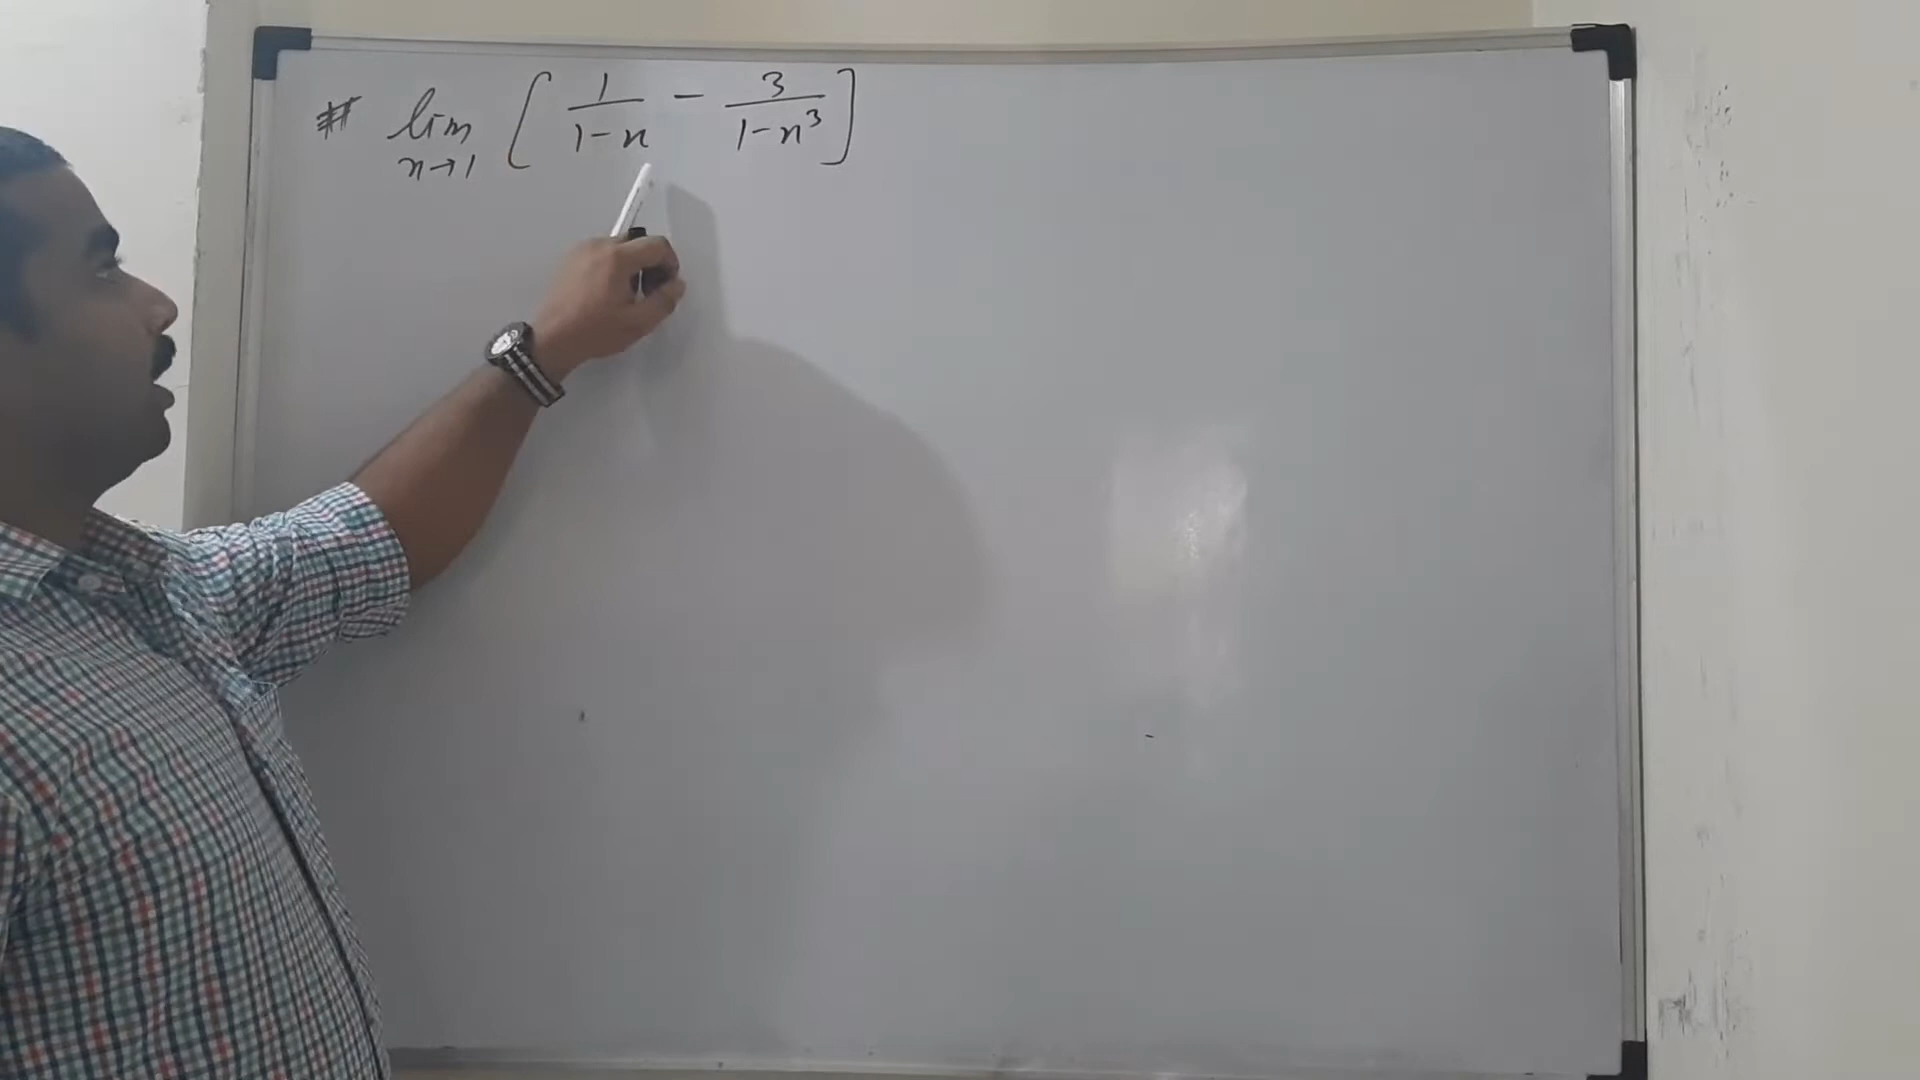 # lim x→1 [ 1/(1-x) - 3/(1-x³) ]